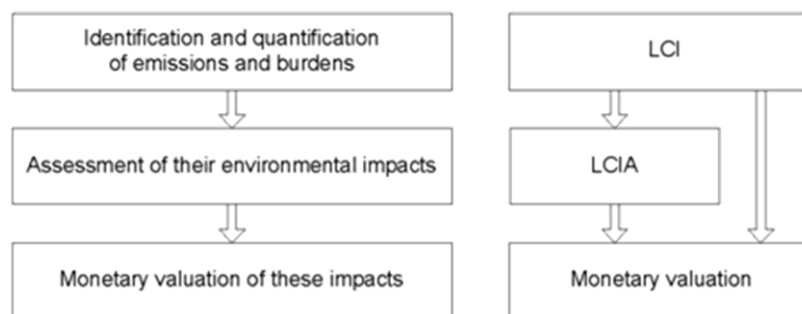 Identification and quantification
of emissions and burdens
LCI
Assessment of their environmental impacts
LCIA
Monetary valuation of these impacts
Monetary valuation